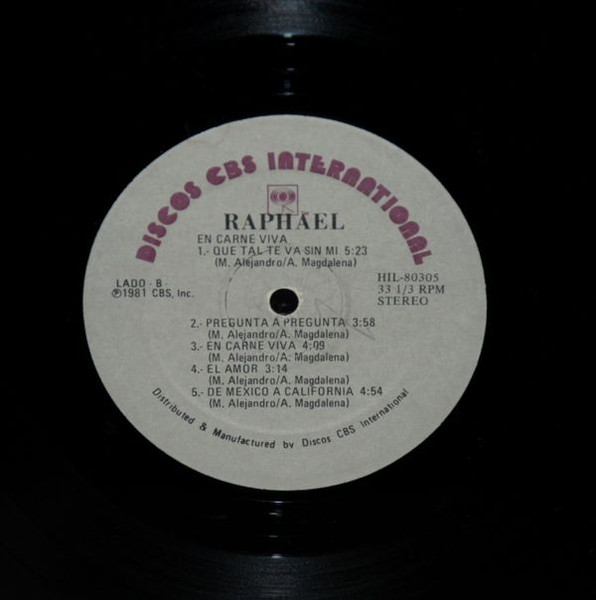 DISCOS CBS INTERNATIONAL
RAPHAEL
EN CARNE VIVA
1.- QUE TAL TE VA SIN MI 5:23
(M. Alejandro/A. Magdalena)
LADO - B -
℗1981 CBS, Inc.
HIL-80305
33 1/3 RPM
STEREO
2.- PREGUNTA A PREGUNTA 3:58
(M. Alejandro/A. Magdalena)
3.- EN CARNE VIVA 4:09
(M. Alejandro/A. Magdalena)
4.- EL AMOR 3:14
(M. Alejandro/A. Magdalena)
5.- DE MEXICO A CALIFORNIA 4:54
(M. Alejandro/A. Magdalena)
Distributed & Manufactured by Discos CBS International